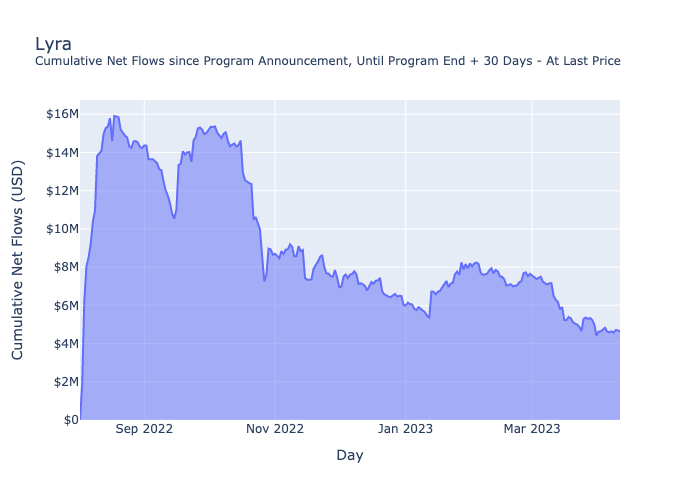 Lyra
Cumulative Net Flows since Program Announcement, Until Program End + 30 Days - At Last Price
$16M
$14M
$12M
$10M
$8M
$6M
$4M
$2M
$0
Cumulative Net Flows (USD)
Sep 2022
Nov 2022
Jan 2023
Mar 2023
Day